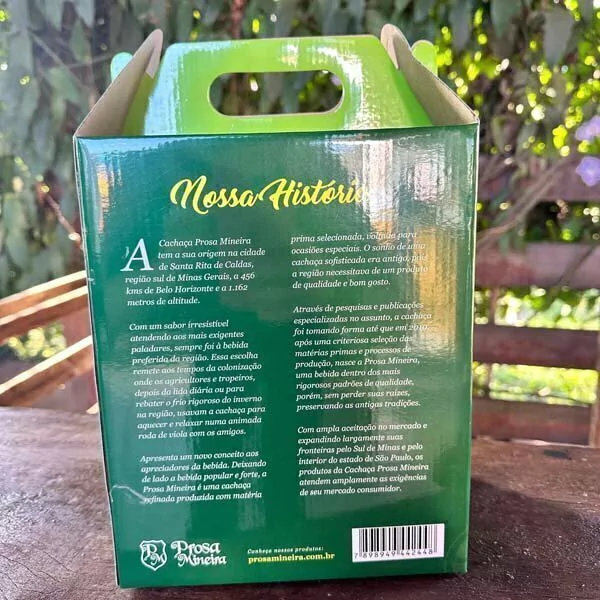 Nossa História
A Cachaça Prosa Mineira
tem a sua origem na cidade
de Santa Rita de Caldas,
região sul de Minas Gerais, a 456
kms de Belo Horizonte e a 1.162
metros de altitude.
Com um sabor irresistível
atendendo aos mais exigentes
paladares, sempre foi à bebida
preferida da região. Essa escolha
remete aos tempos da colonização
onde os agricultores e tropeiros,
depois da lida diária ou para
rebater o frio rigoroso do inverno
na região, usavam a cachaça para
aquecer e relaxar numa animada
roda de viola com os amigos.
Apresenta um novo conceito aos
apreciadores da bebida. Deixando
de lado a bebida popular e forte, a
Prosa Mineira é uma cachaça
refinada produzida com matéria
prima selecionada, voltada para
ocasiões especiais. O sonho de uma
cachaça sofisticada era antigo, pois
a região necessitava de um produto
de qualidade e bom gosto.
Através de pesquisas e publicações
especializadas no assunto, a cachaça
foi tomando forma até que em 2010,
após uma criteriosa seleção das
matérias primas e processos de
produção, nasce a Prosa Mineira,
uma bebida dentro dos mais
rigorosos padrões de qualidade,
porém, sem perder suas raízes,
preservando as antigas tradições.
Com ampla aceitação no mercado e
expandindo largamente suas
fronteiras pelo Sul de Minas e pelo
interior do estado de São Paulo, os
produtos da Cachaça Prosa Mineira
atendem amplamente as exigências
de seu mercado consumidor.
PM Prosa
Mineira
Conheça nossos produtos:
prosamineira.com.br
7 898949 442448